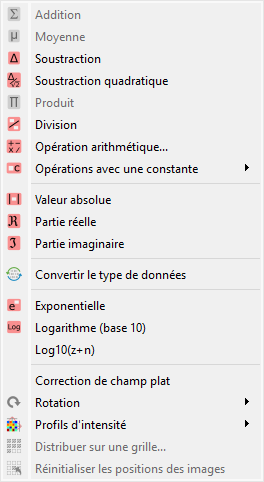 Σ Addition
μ Moyenne
Δ Soustraction
Δ/√2 Soustraction quadratique
Π Produit
Division
Opération arithmétique...
Opérations avec une constante
Valeur absolue
ℜ Partie réelle
ℑ Partie imaginaire
Convertir le type de données
e Exponentielle
Log Logarithme (base 10)
Log10(z+n)
Correction de champ plat
Rotation
Profils d'intensité
Distribuer sur une grille...
Réinitialiser les positions des images